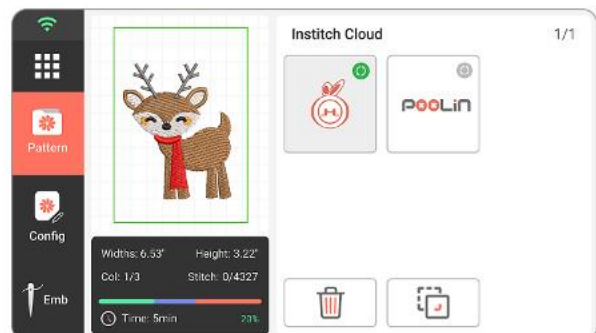 Institch Cloud 1/1
POOLIN
Pattern
Config
Emb
Widths: 6.53" Height: 3.22"
Col: 1/3 Stitch: 0/4327
Time: 5min 20%